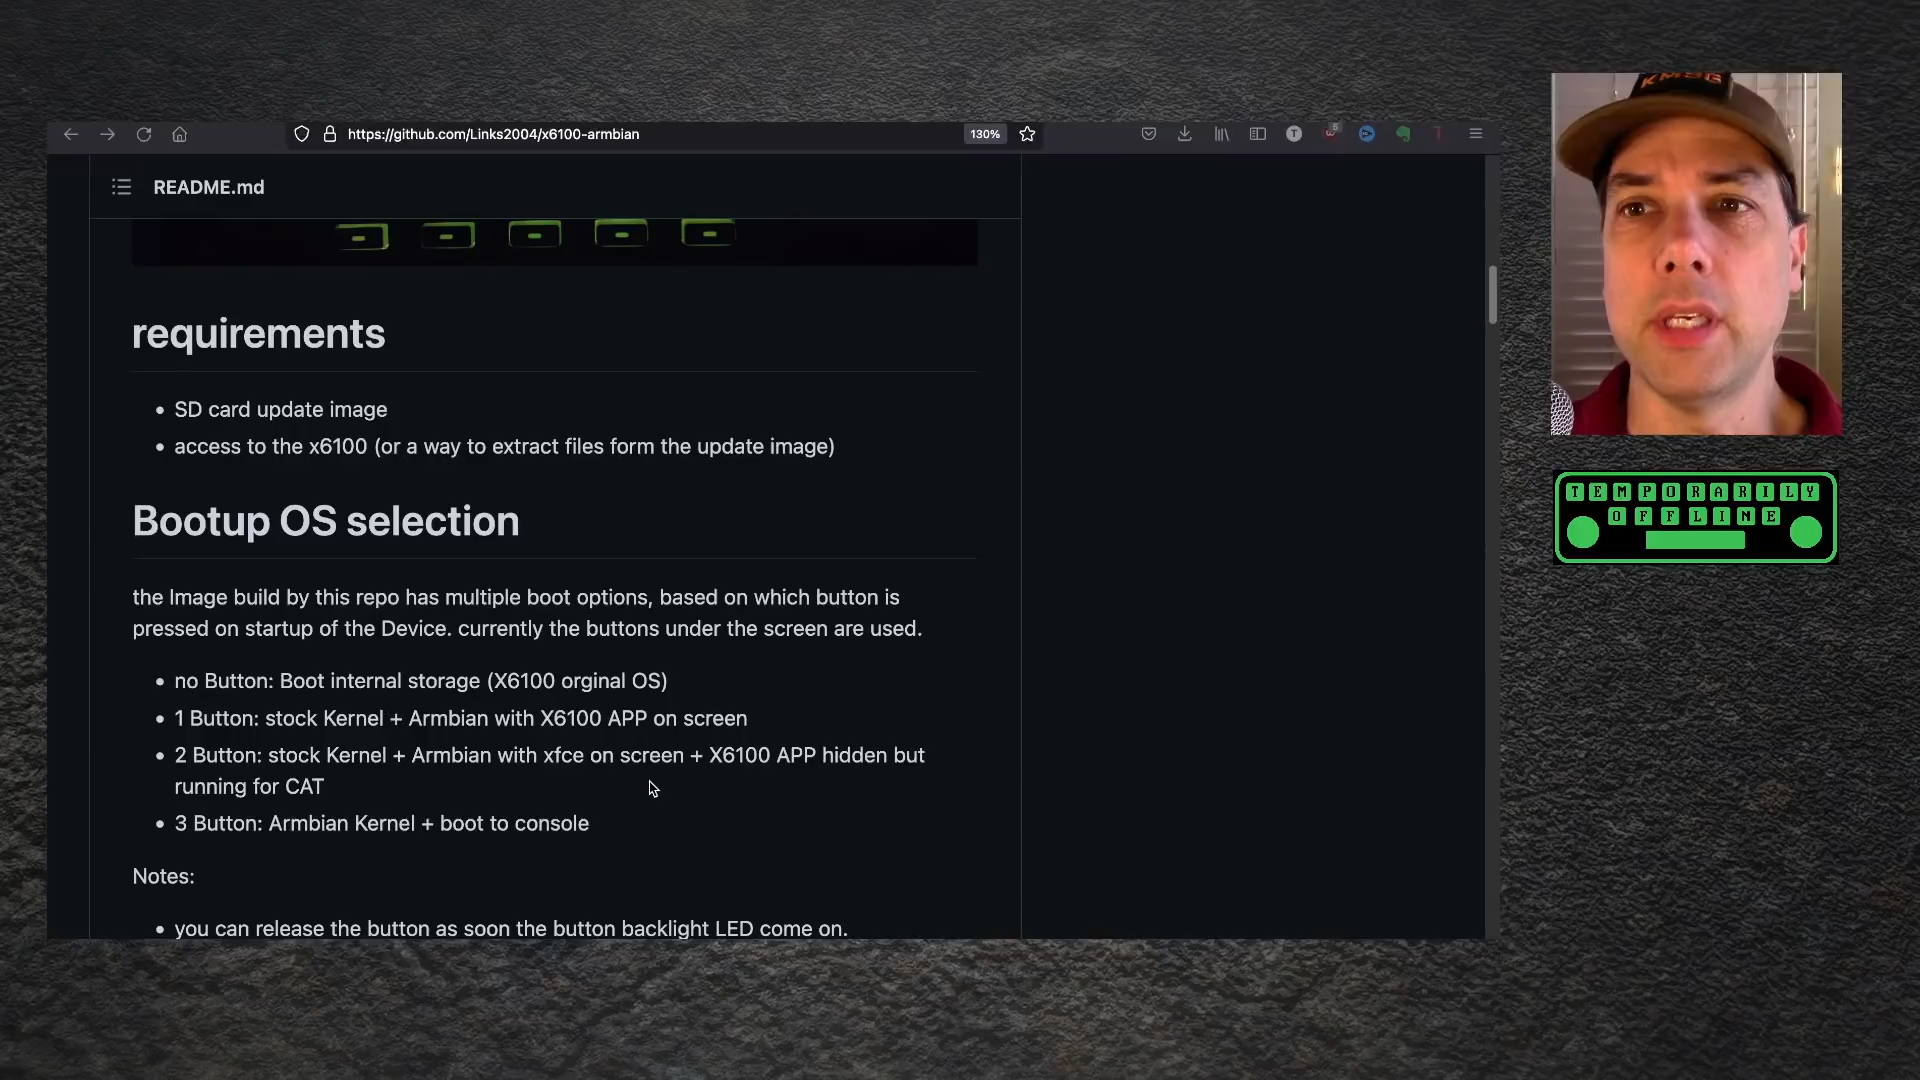 https://github.com/Links2004/x6100-armbian
130%
5
T
README.md
requirements
SD card update image
access to the x6100 (or a way to extract files form the update image)
Bootup OS selection
the Image build by this repo has multiple boot options, based on which button is
pressed on startup of the Device. currently the buttons under the screen are used.
no Button: Boot internal storage (X6100 orginal OS)
1 Button: stock Kernel + Armbian with X6100 APP on screen
2 Button: stock Kernel + Armbian with xfce on screen + X6100 APP hidden but
running for CAT
3 Button: Armbian Kernel + boot to console
Notes:
you can release the button as soon the button backlight LED come on.
TEMPORARILY
OFFLINE